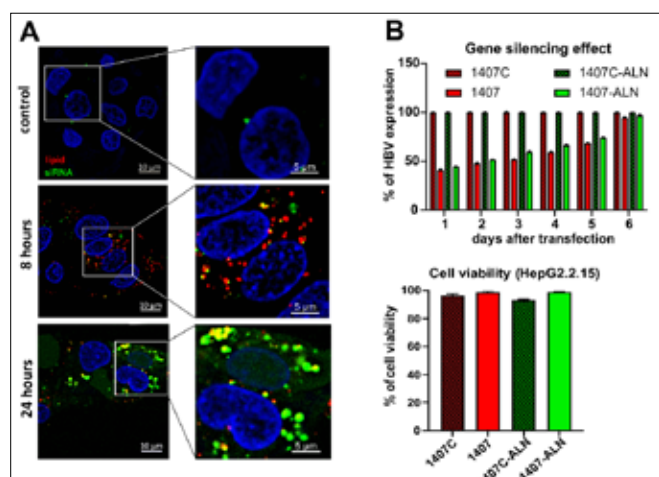 A
control
lipid
siRNA
10 µm
5 µm
8 hours
10 µm
5 µm
24 hours
10 µm
5 µm
B
Gene silencing effect
1407C 1407C-ALN
1407 1407-ALN
% of HBV expression
100
50
0
1 2 3 4 5 6
days after transfection
Cell viability (HepG2.2.15)
% of cell viability
100
80
60
40
20
0
1407C
1407
07C-ALN
1407-ALN